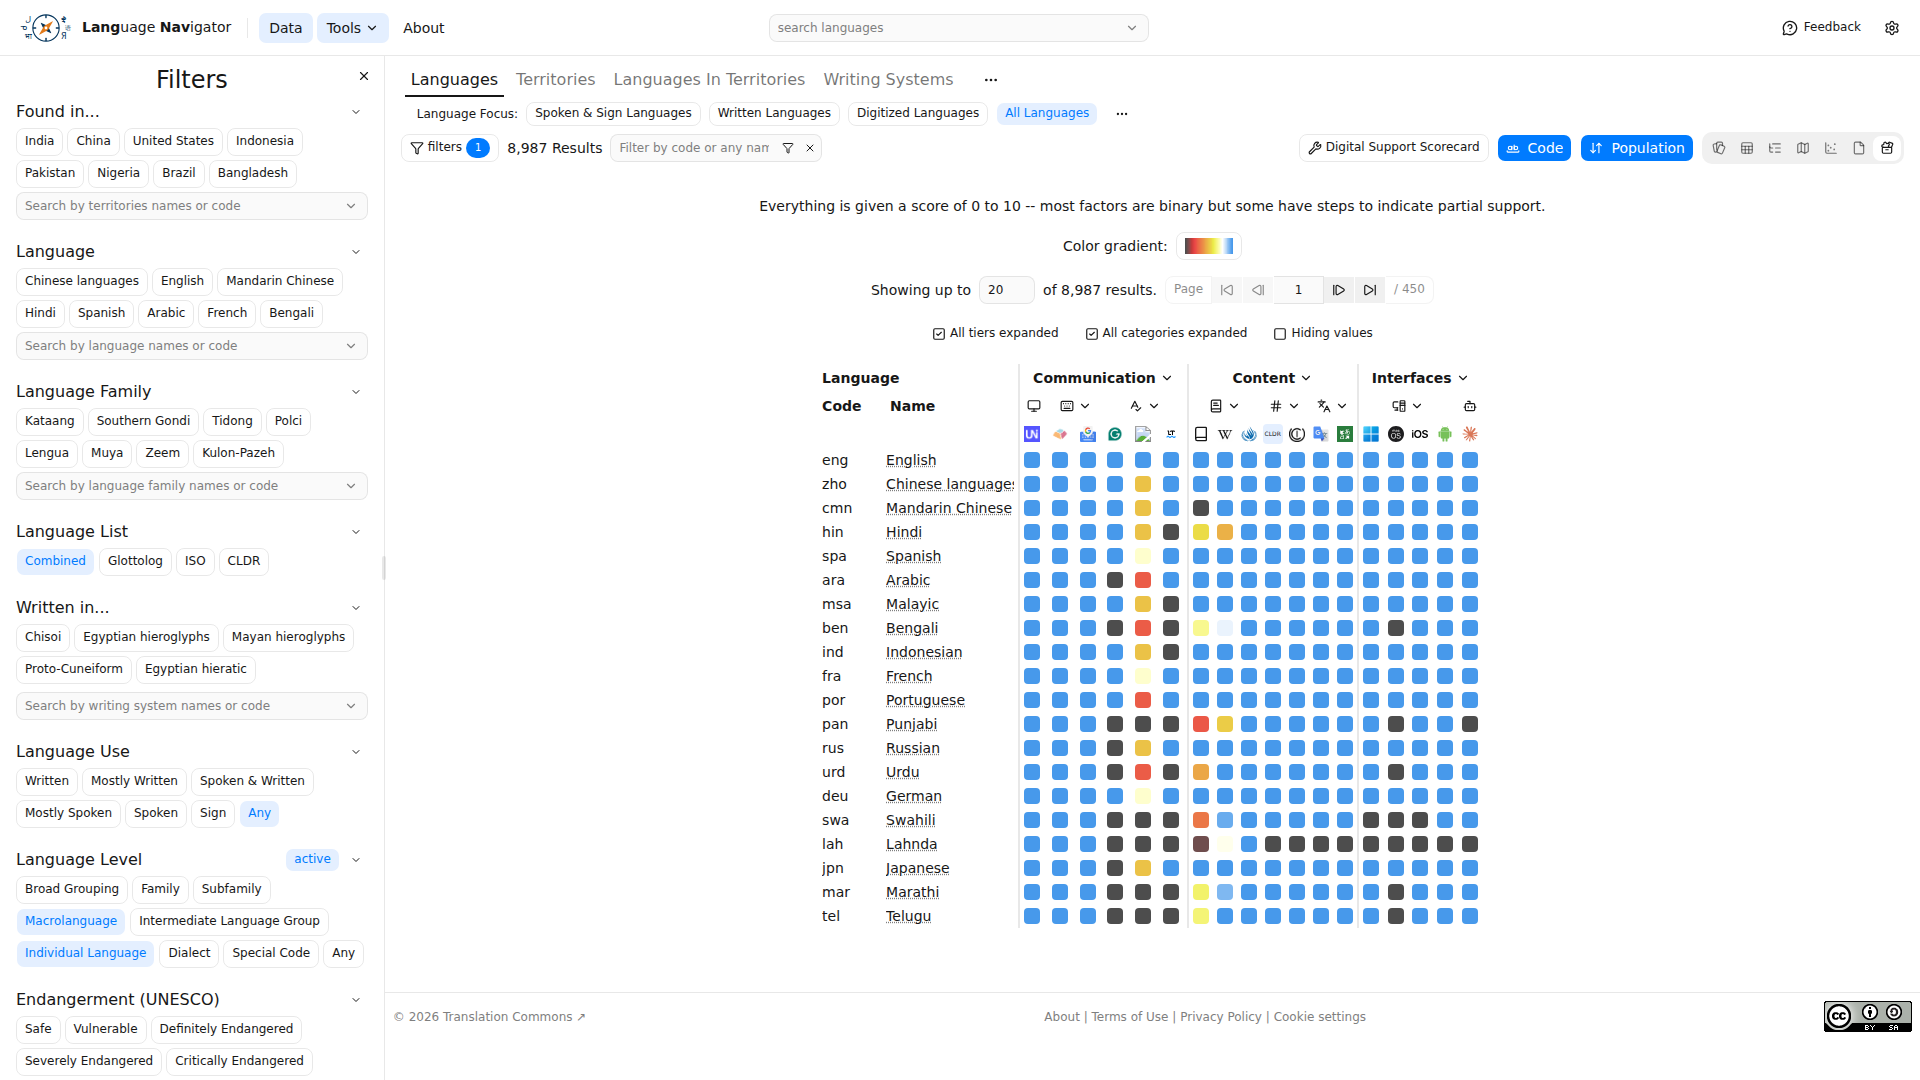 Language Navigator
Data
Tools
About
search languages
Feedback
Filters
Found in...
India
China
United States
Indonesia
Pakistan
Nigeria
Brazil
Bangladesh
Search by territories names or code
Language
Chinese languages
English
Mandarin Chinese
Hindi
Spanish
Arabic
French
Bengali
Search by language names or code
Language Family
Kataang
Southern Gondi
Tidong
Polci
Lengua
Muya
Zeem
Kulon-Pazeh
Search by language family names or code
Language List
Combined
Glottolog
ISO
CLDR
Written in...
Chisoi
Egyptian hieroglyphs
Mayan hieroglyphs
Proto-Cuneiform
Egyptian hieratic
Search by writing system names or code
Language Use
Written
Mostly Written
Spoken & Written
Mostly Spoken
Spoken
Sign
Any
Language Level
active
Broad Grouping
Family
Subfamily
Macrolanguage
Intermediate Language Group
Individual Language
Dialect
Special Code
Any
Endangerment (UNESCO)
Safe
Vulnerable
Definitely Endangered
Severely Endangered
Critically Endangered
Languages
Territories
Languages In Territories
Writing Systems
Language Focus:
Spoken & Sign Languages
Written Languages
Digitized Languages
All Languages
filters 1
8,987 Results
Filter by code or any nam
Digital Support Scorecard
Code
Population
Everything is given a score of 0 to 10 -- most factors are binary but some have steps to indicate partial support.
Color gradient:
Showing up to 20 of 8,987 results.
Page 1 / 450
All tiers expanded
All categories expanded
Hiding values
Language Communication Content Interfaces
Code Name
UN G LT W CLDR macOS iOS
eng English
zho Chinese languages
cmn Mandarin Chinese
hin Hindi
spa Spanish
ara Arabic
msa Malayic
ben Bengali
ind Indonesian
fra French
por Portuguese
pan Punjabi
rus Russian
urd Urdu
deu German
swa Swahili
lah Lahnda
jpn Japanese
mar Marathi
tel Telugu
© 2026 Translation Commons ↗
About | Terms of Use | Privacy Policy | Cookie settings
CC BY SA